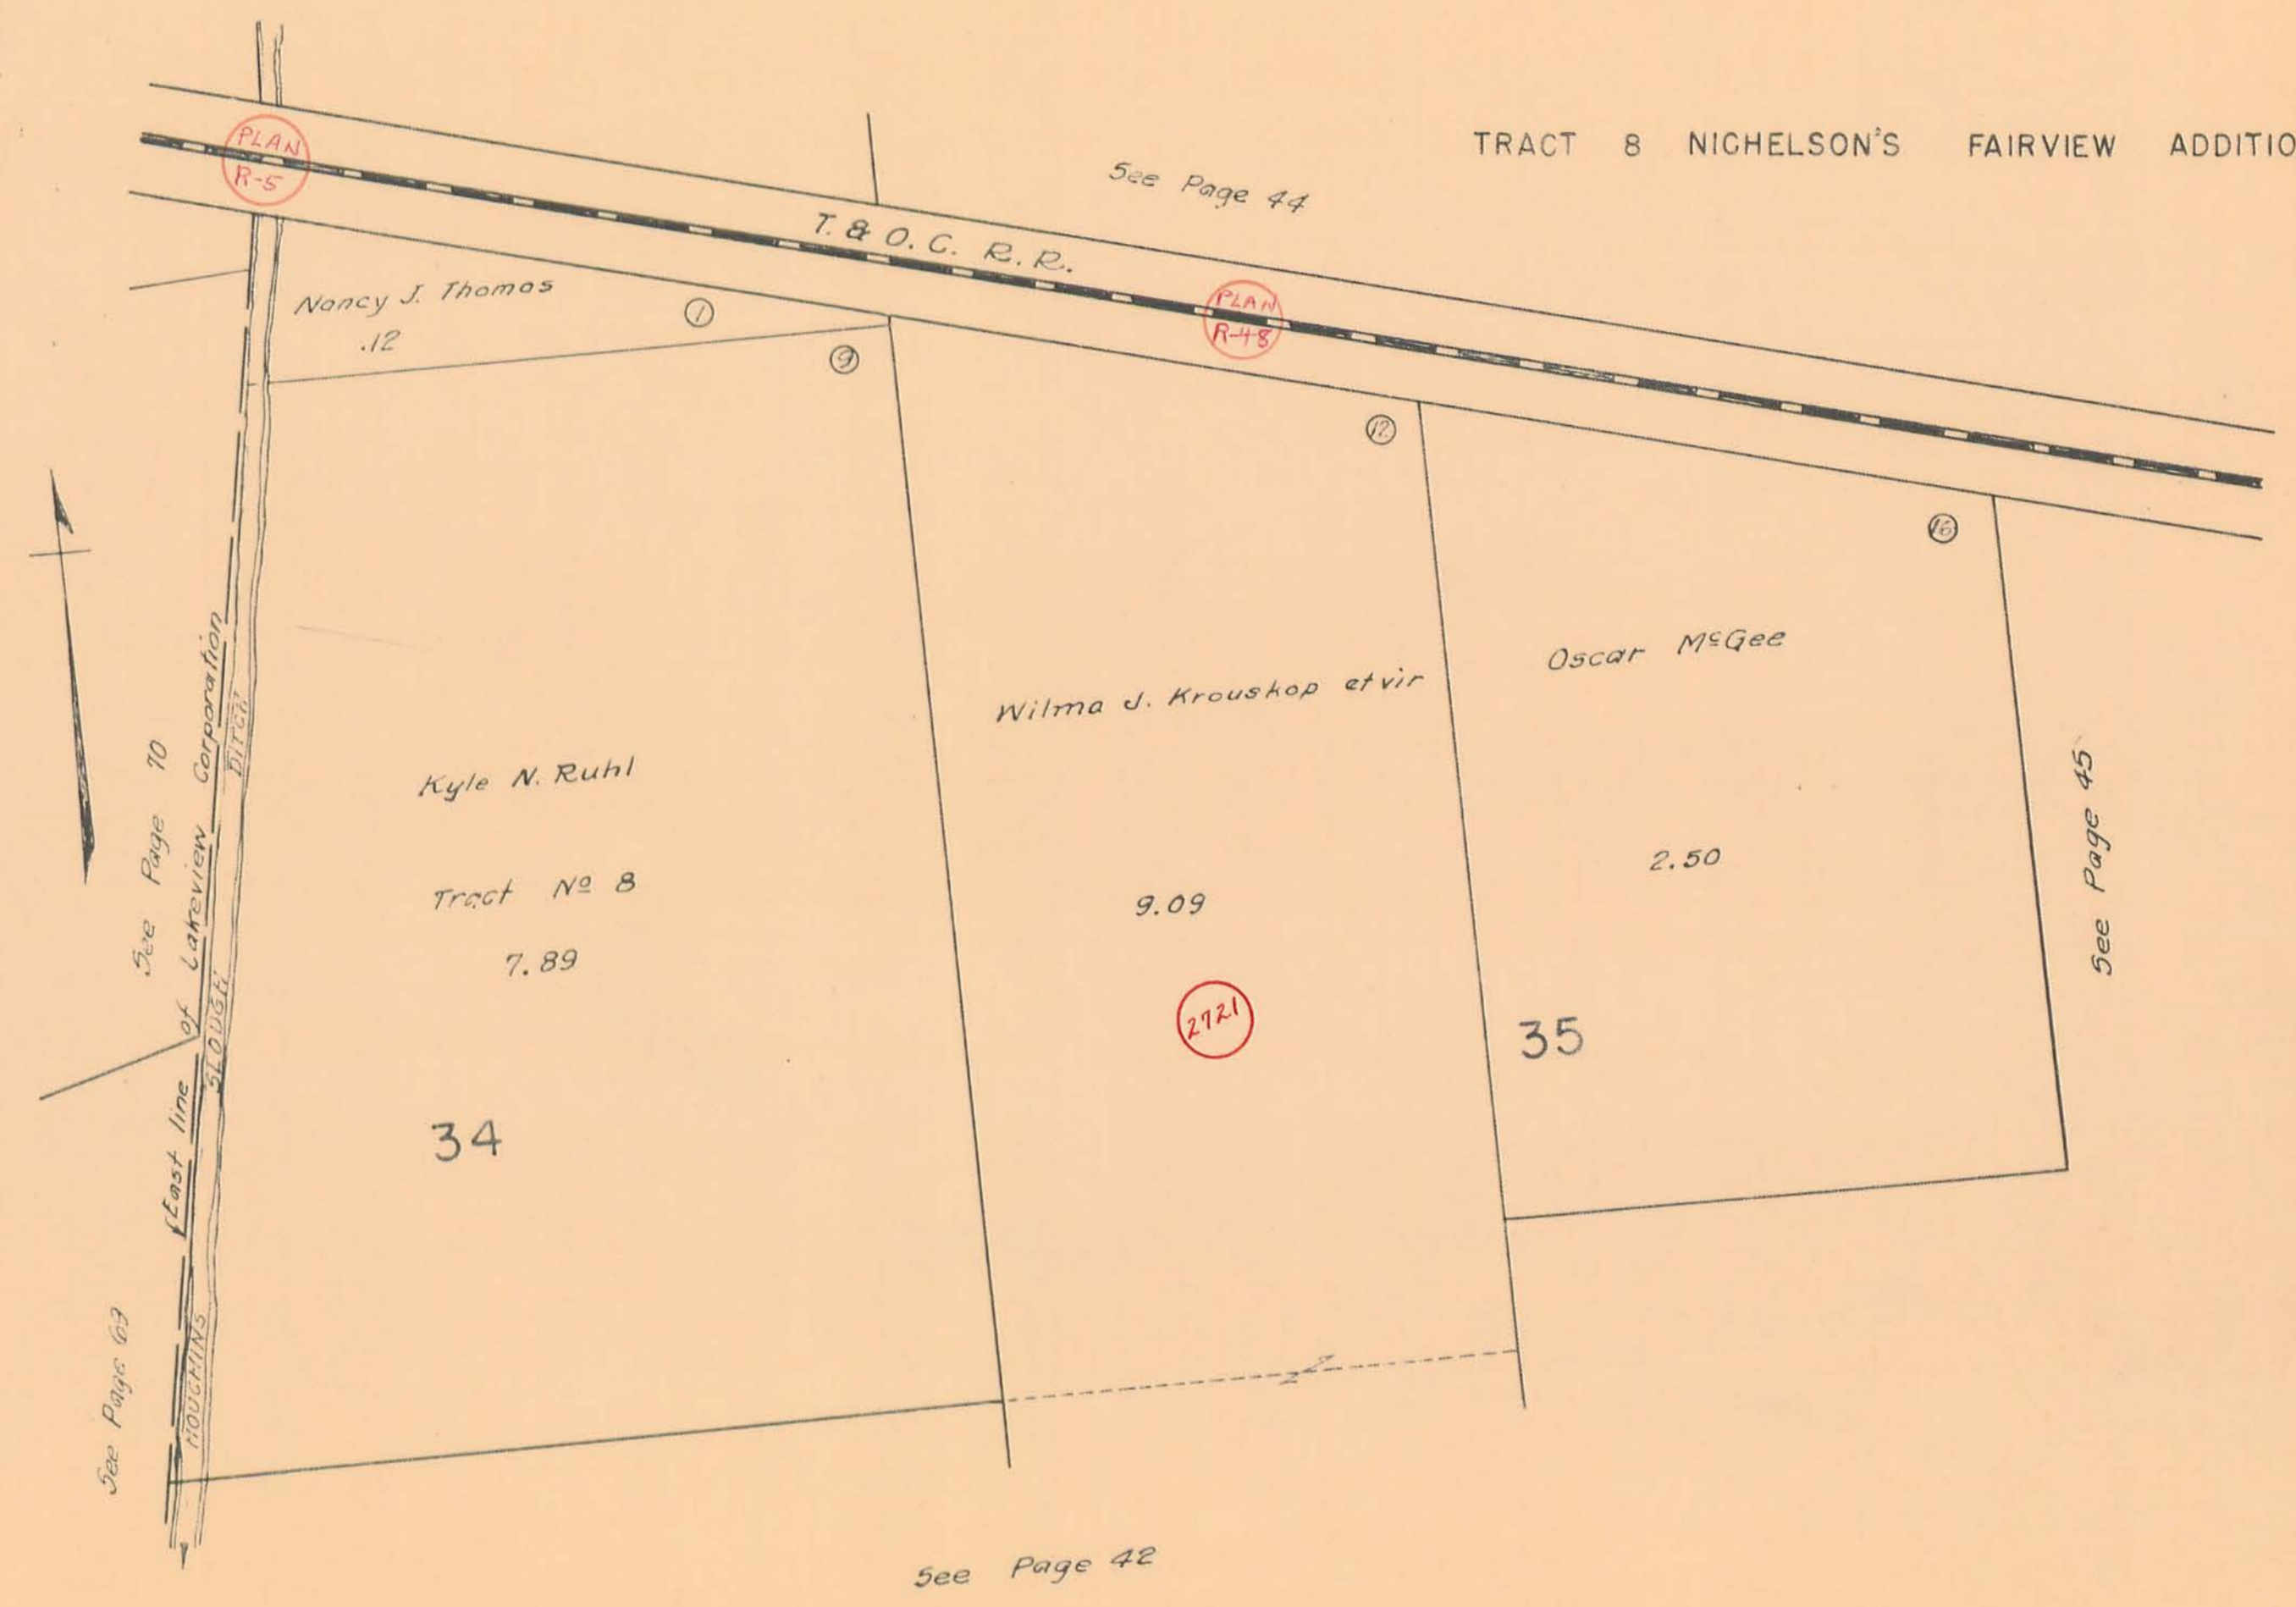 TRACT 8 NICHELSON'S FAIRVIEW ADDITIO
PLAN
R-5
See Page 44
T. & O. C. R. R.
PLAN
R-48
Nancy J. Thomas
.12
1
9
12
16
Oscar McGee
2.50
35
Wilma J. Krouskop et vir
9.09
2721
Kyle N. Ruhl
Tract No 8
7.89
34
See Page 70
East line of Lakeview Corporation
HOUCHINS SLOUGH DITCH
See Page 45
See Page 69
See Page 42